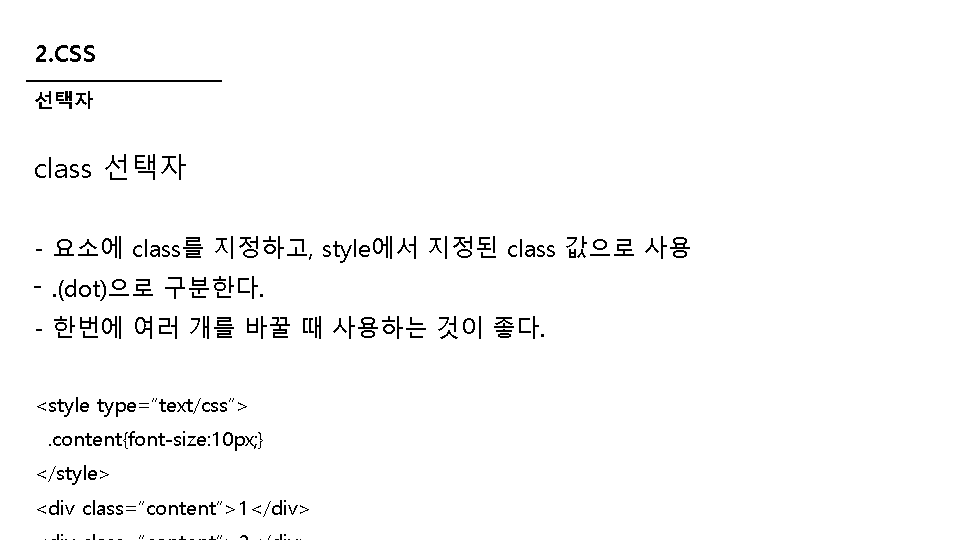 2.CSS
선택자
class 선택자
- 요소에 class를 지정하고, style에서 지정된 class 값으로 사용
- .(dot)으로 구분한다.
- 한번에 여러 개를 바꿀 때 사용하는 것이 좋다.
<style type=“text/css”>
.content{font-size:10px;}
</style>
<div class=“content”>1</div>